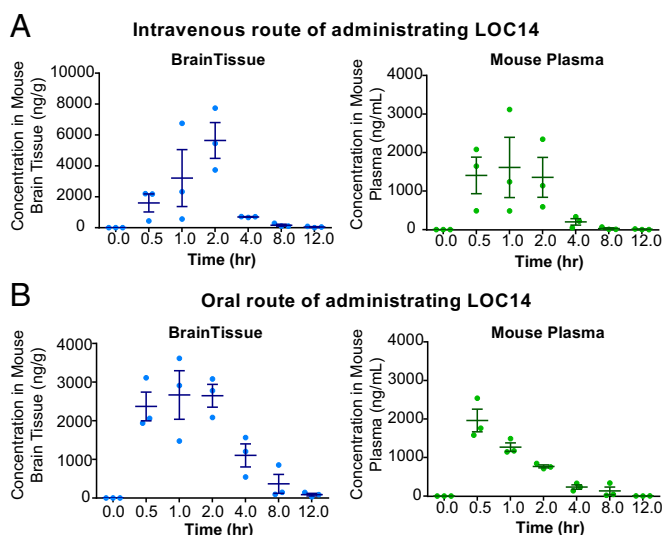 A
Intravenous route of administrating LOC14
BrainTissue
Concentration in Mouse
Brain Tissue (ng/g)
10000
8000
6000
4000
2000
0
0.0 0.5 1.0 2.0 4.0 8.0 12.0
Time (hr)
Mouse Plasma
Concentration in Mouse
Plasma (ng/mL)
4000
3000
2000
1000
0
0.0 0.5 1.0 2.0 4.0 8.0 12.0
Time (hr)
B
Oral route of administrating LOC14
BrainTissue
Concentration in Mouse
Brain Tissue (ng/g)
4000
3000
2000
1000
0
0.0 0.5 1.0 2.0 4.0 8.0 12.0
Time (hr)
Mouse Plasma
Concentration in Mouse
Plasma (ng/mL)
4000
3000
2000
1000
0
0.0 0.5 1.0 2.0 4.0 8.0 12.0
Time (hr)